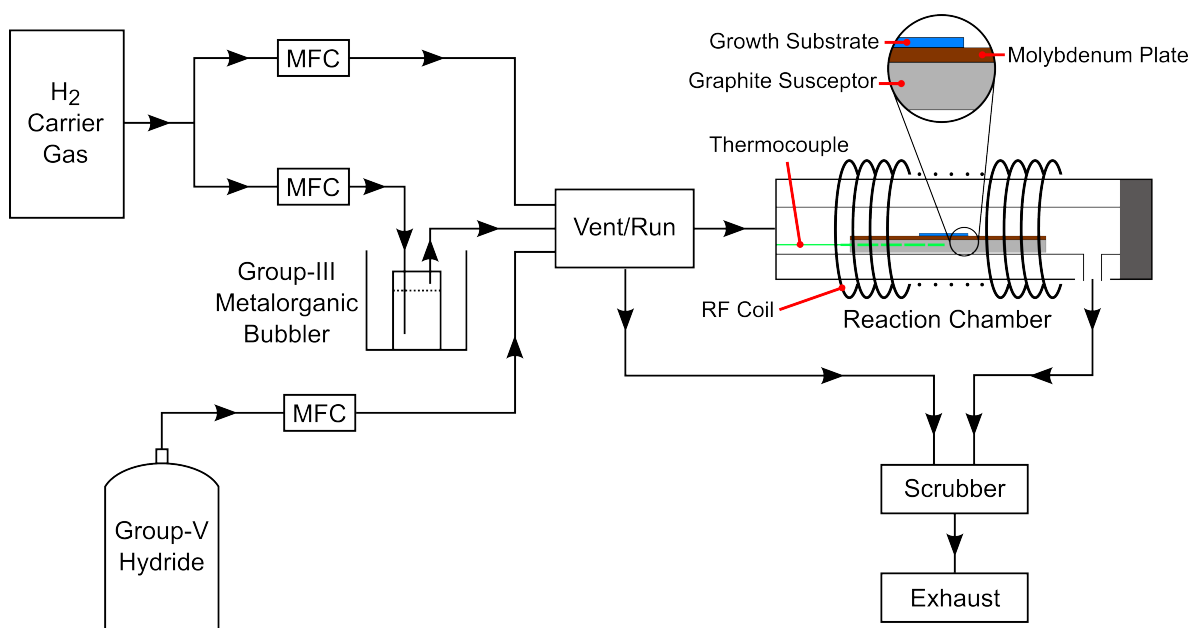 H2
Carrier
Gas
MFC
MFC
Group-III
Metalorganic
Bubbler
MFC
Group-V
Hydride
Vent/Run
Growth Substrate
Molybdenum Plate
Graphite Susceptor
Thermocouple
RF Coil
Reaction Chamber
Scrubber
Exhaust